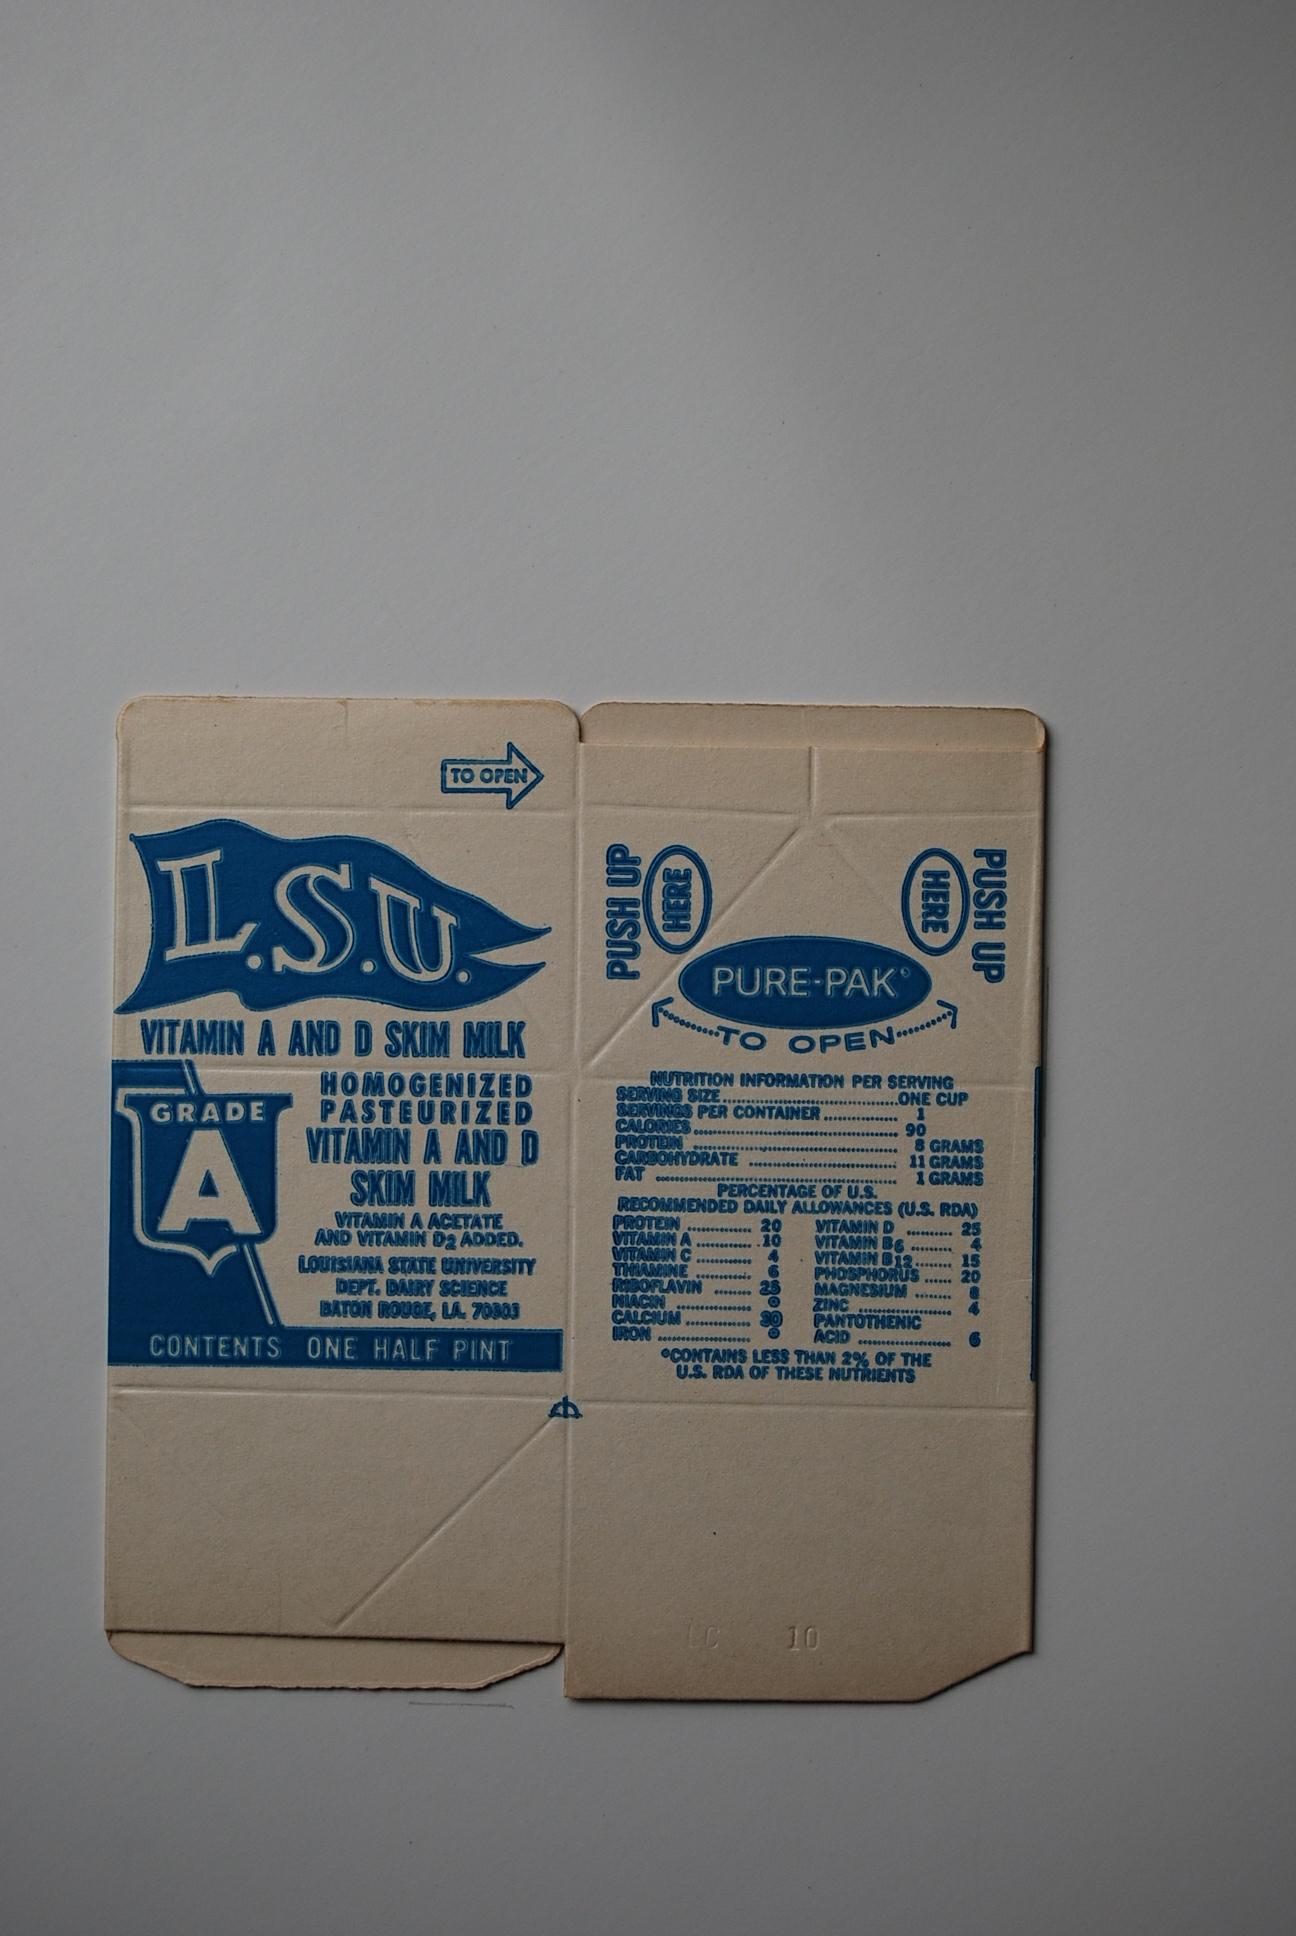 TO OPEN
L.S.U.
VITAMIN A AND D SKIM MILK
GRADE
A
HOMOGENIZED
PASTEURIZED
VITAMIN A AND D
SKIM MILK
VITAMIN A ACETATE
AND VITAMIN D2 ADDED.
LOUISIANA STATE UNIVERSITY
DEPT. DAIRY SCIENCE
BATON ROUGE, LA. 70803
CONTENTS ONE HALF PINT
PUSH UP
HERE
HERE
PUSH UP
PURE-PAK
TO OPEN
NUTRITION INFORMATION PER SERVING
SERVING SIZE ONE CUP
SERVINGS PER CONTAINER 1
CALORIES 90
PROTEIN 8 GRAMS
CARBOHYDRATE 11 GRAMS
FAT 1 GRAMS
PERCENTAGE OF U.S.
RECOMMENDED DAILY ALLOWANCES (U.S. RDA)
PROTEIN 20
VITAMIN A 10
VITAMIN C 4
THIAMINE 6
RIBOFLAVIN 25
NIACIN *
CALCIUM 30
IRON *
VITAMIN D 25
VITAMIN B6 4
VITAMIN B12 15
PHOSPHORUS 20
MAGNESIUM 8
ZINC 4
PANTOTHENIC
ACID 6
*CONTAINS LESS THAN 2% OF THE
U.S. RDA OF THESE NUTRIENTS
10